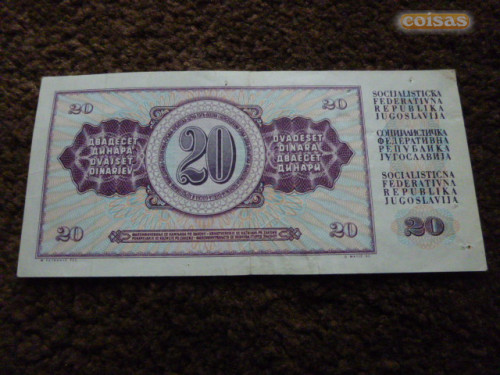 coisas
20
20
ДВАДЕСЕТ
ДИНАРА
DVAJSET
DINARJEV
20
DVADESET
DINARA
ДВАЕСЕТ
ДИНАРИ
SOCIJALISTIČKA
FEDERATIVNA
REPUBLIKA
JUGOSLAVIJA
СОЦИЈАЛИСТИЧКА
ФЕДЕРАТИВНА
РЕПУБЛИКА
ЈУГОСЛАВИЈА
SOCIALISTIČNA
FEDERATIVNA
REPUBLIKA
JUGOSLAVIJA
20
20
20